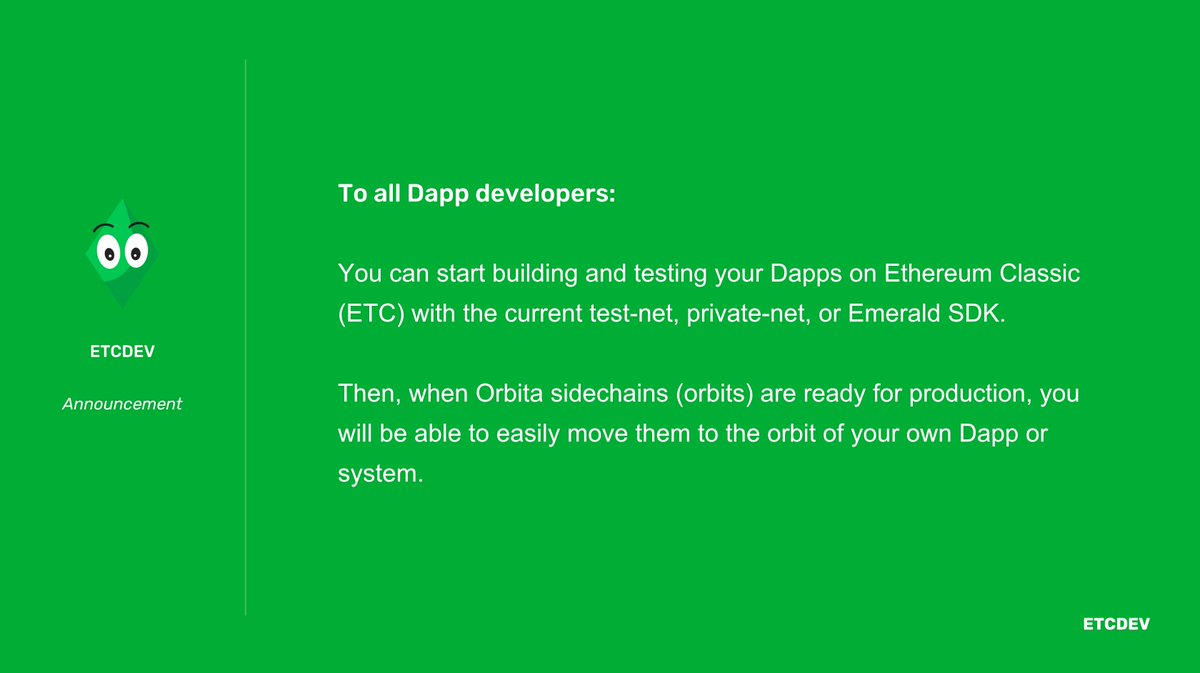 ETCDEV
Announcement
To all Dapp developers:
You can start building and testing your Dapps on Ethereum Classic
(ETC) with the current test-net, private-net, or Emerald SDK.
Then, when Orbita sidechains (orbits) are ready for production, you
will be able to easily move them to the orbit of your own Dapp or
system.
ETCDEV